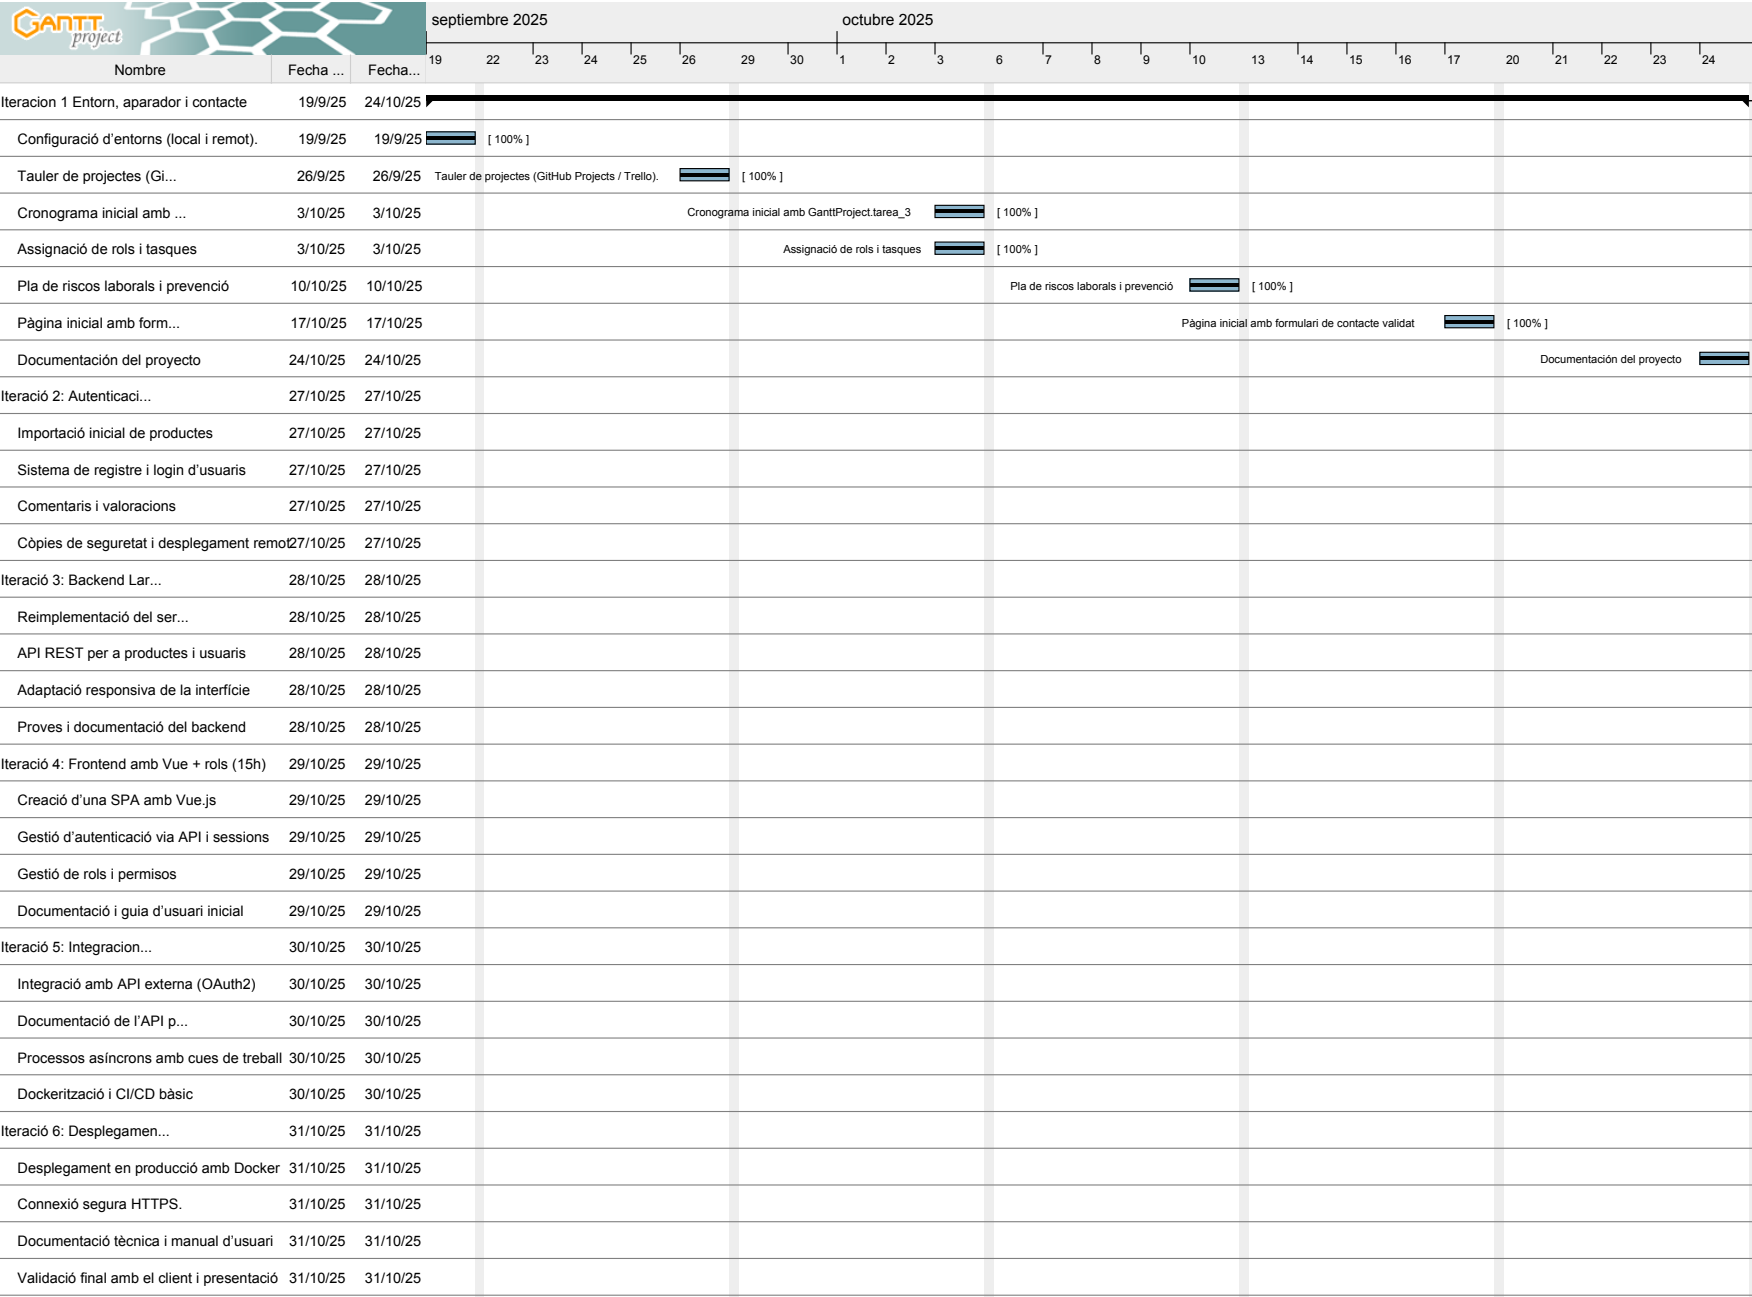 GANTT project
septiembre 2025 octubre 2025
19 22 23 24 25 26 29 30 1 2 3 6 7 8 9 10 13 14 15 16 17 20 21 22 23 24
Nombre Fecha ... Fecha...
Iteracion 1 Entorn, aparador i contacte 19/9/25 24/10/25
Configuració d’entorns (local i remot). 19/9/25 19/9/25 [ 100% ]
Tauler de projectes (Gi... 26/9/25 26/9/25 Tauler de projectes (GitHub Projects / Trello). [ 100% ]
Cronograma inicial amb ... 3/10/25 3/10/25 Cronograma inicial amb GanttProject.tarea_3 [ 100% ]
Assignació de rols i tasques 3/10/25 3/10/25 Assignació de rols i tasques [ 100% ]
Pla de riscos laborals i prevenció 10/10/25 10/10/25 Pla de riscos laborals i prevenció [ 100% ]
Pàgina inicial amb form... 17/10/25 17/10/25 Pàgina inicial amb formulari de contacte validat [ 100% ]
Documentación del proyecto 24/10/25 24/10/25 Documentación del proyecto
Iteració 2: Autenticaci... 27/10/25 27/10/25
Importació inicial de productes 27/10/25 27/10/25
Sistema de registre i login d’usuaris 27/10/25 27/10/25
Comentaris i valoracions 27/10/25 27/10/25
Còpies de seguretat i desplegament remot 27/10/25 27/10/25
Iteració 3: Backend Lar... 28/10/25 28/10/25
Reimplementació del ser... 28/10/25 28/10/25
API REST per a productes i usuaris 28/10/25 28/10/25
Adaptació responsiva de la interfície 28/10/25 28/10/25
Proves i documentació del backend 28/10/25 28/10/25
Iteració 4: Frontend amb Vue + rols (15h) 29/10/25 29/10/25
Creació d’una SPA amb Vue.js 29/10/25 29/10/25
Gestió d’autenticació via API i sessions 29/10/25 29/10/25
Gestió de rols i permisos 29/10/25 29/10/25
Documentació i guia d’usuari inicial 29/10/25 29/10/25
Iteració 5: Integracion... 30/10/25 30/10/25
Integració amb API externa (OAuth2) 30/10/25 30/10/25
Documentació de l’API p... 30/10/25 30/10/25
Processos asíncrons amb cues de treball 30/10/25 30/10/25
Dockerització i CI/CD bàsic 30/10/25 30/10/25
Iteració 6: Desplegamen... 31/10/25 31/10/25
Desplegament en producció amb Docker 31/10/25 31/10/25
Connexió segura HTTPS. 31/10/25 31/10/25
Documentació tècnica i manual d’usuari 31/10/25 31/10/25
Validació final amb el client i presentació 31/10/25 31/10/25